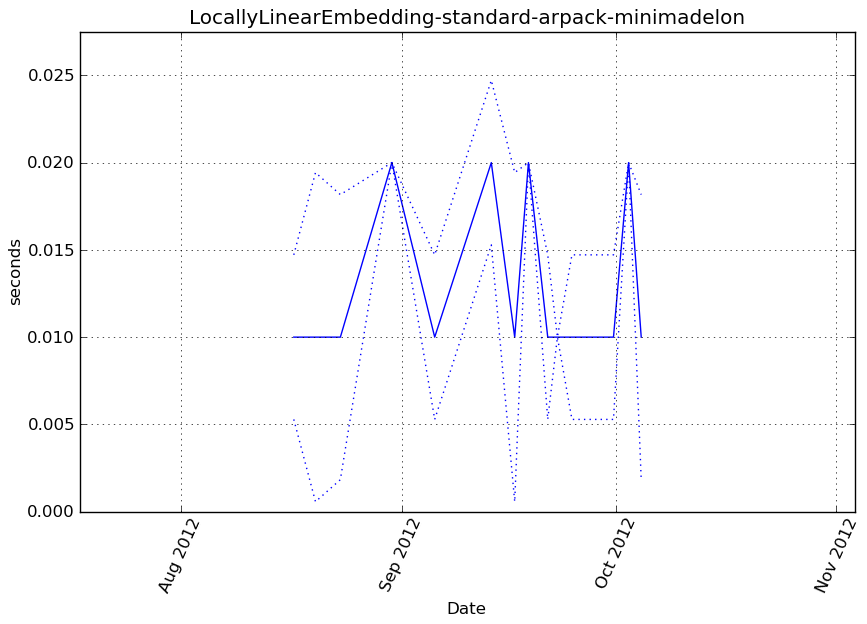 LocallyLinearEmbedding-standard-arpack-minimadelon
0.025
0.020
0.015
0.010
0.005
0.000
seconds
Aug 2012
Sep 2012
Oct 2012
Nov 2012
Date